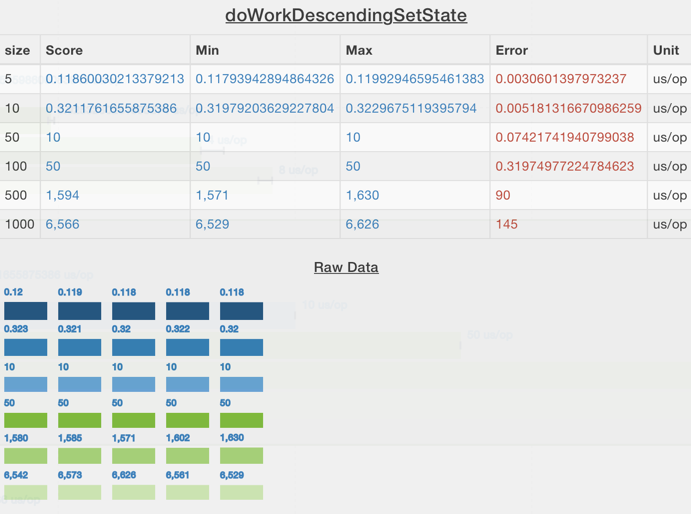 doWorkDescendingSetState
size Score Min Max Error Unit
5 0.11860030213379213 0.11793942894864326 0.11992946595461383 0.0030601397973237 us/op
10 0.3211761655875386 0.31979203629227804 0.3229675119395794 0.005181316670986259 us/op
50 10 10 10 0.07421741940799038 us/op
100 50 50 50 0.31974977224784623 us/op
500 1,594 1,571 1,630 90 us/op
1000 6,566 6,529 6,626 145 us/op
Raw Data
0.12 0.119 0.118 0.118 0.118
0.323 0.321 0.32 0.322 0.32
10 10 10 10 10
50 50 50 50 50
1,580 1,585 1,571 1,602 1,630
6,542 6,573 6,626 6,561 6,529